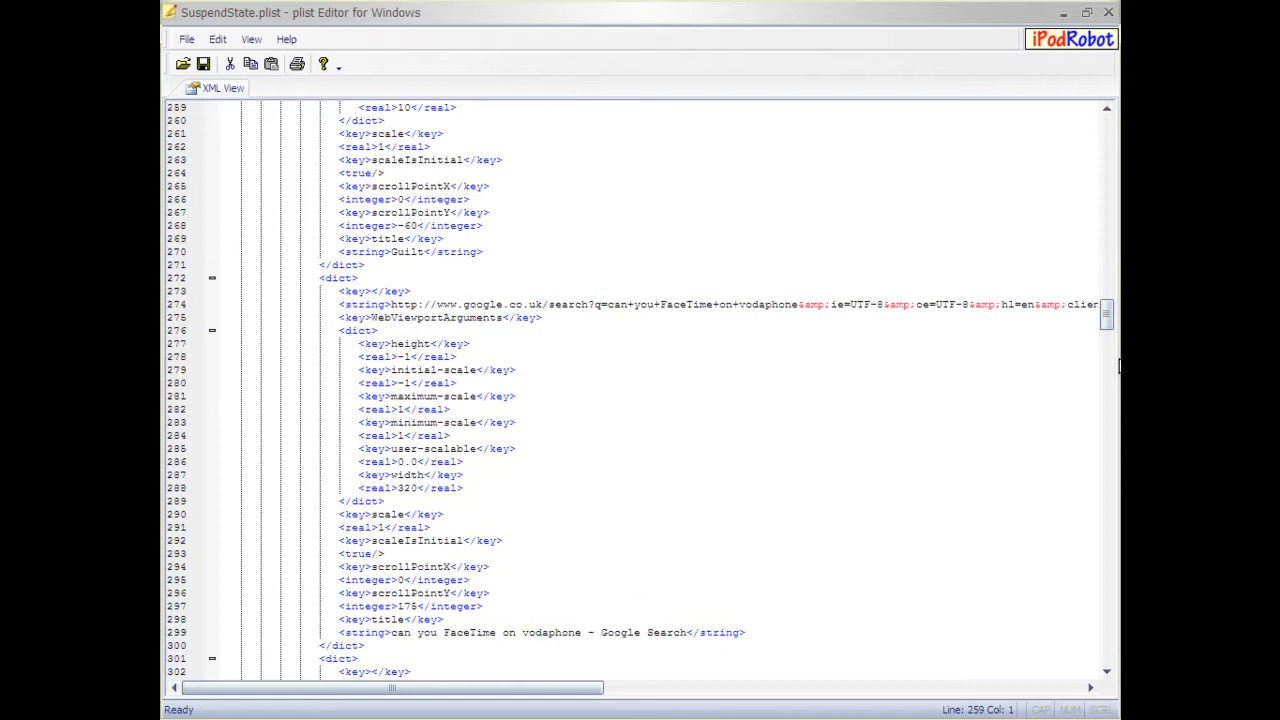 SuspendState.plist - plist Editor for Windows
File Edit View Help
iPodRobot
XML View
259 <real>10</real>
260 </dict>
261 <key>scale</key>
262 <real>1</real>
263 <key>scaleIsInitial</key>
264 <true/>
265 <key>scrollPointX</key>
266 <integer>0</integer>
267 <key>scrollPointY</key>
268 <integer>-60</integer>
269 <key>title</key>
270 <string>Guilt</string>
271 </dict>
272 <dict>
273 <key></key>
274 <string>http://www.google.co.uk/search?q=can+you+FaceTime+on+vodaphone&amp;ie=UTF-8&amp;oe=UTF-8&amp;hl=en&amp;clien
275 <key>WebViewportArguments</key>
276 <dict>
277 <key>height</key>
278 <real>-1</real>
279 <key>initial-scale</key>
280 <real>-1</real>
281 <key>maximum-scale</key>
282 <real>1</real>
283 <key>minimum-scale</key>
284 <real>1</real>
285 <key>user-scalable</key>
286 <real>0.0</real>
287 <key>width</key>
288 <real>320</real>
289 </dict>
290 <key>scale</key>
291 <real>1</real>
292 <key>scaleIsInitial</key>
293 <true/>
294 <key>scrollPointX</key>
295 <integer>0</integer>
296 <key>scrollPointY</key>
297 <integer>175</integer>
298 <key>title</key>
299 <string>can you FaceTime on vodaphone - Google Search</string>
300 </dict>
301 <dict>
302 <key></key>
Ready Line: 259 Col: 1 CAP NUM SCRL